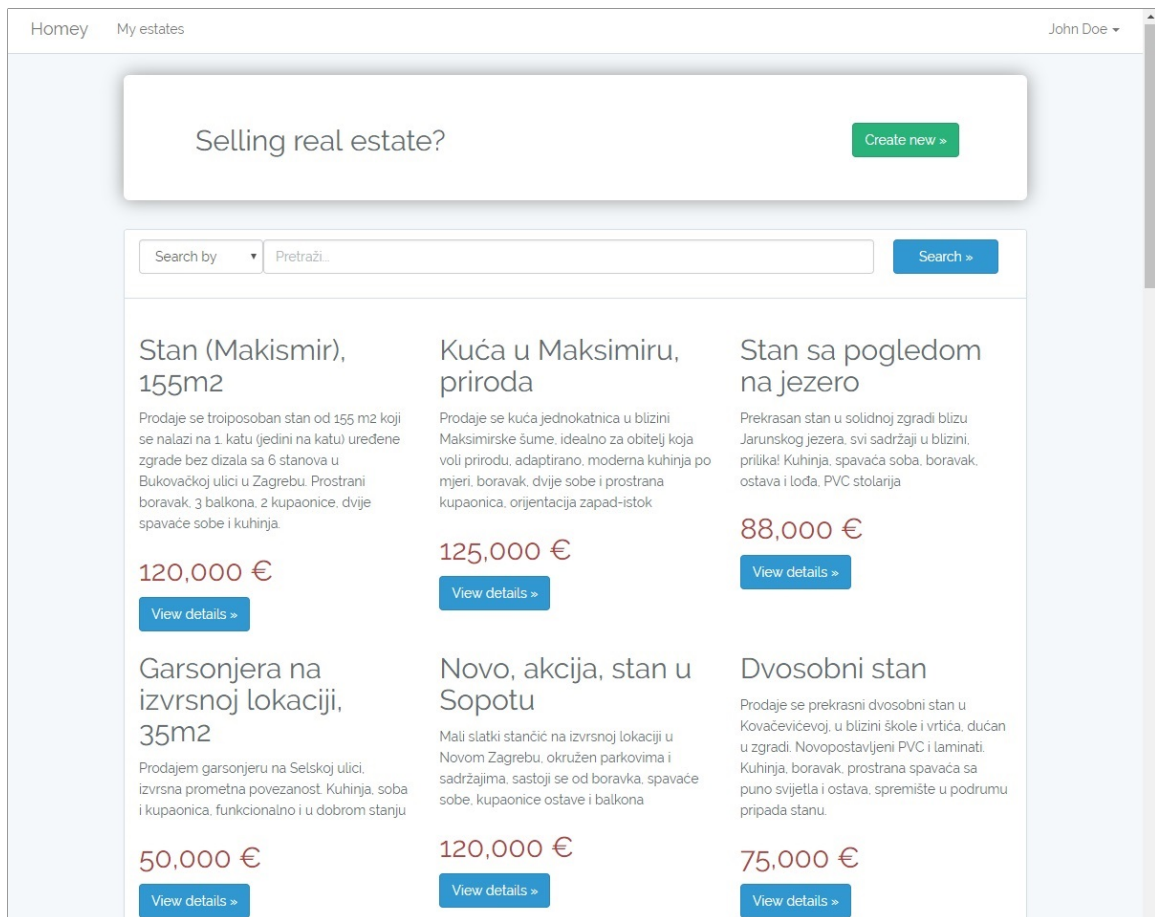 Homey My estates John Doe
Selling real estate?
Create new »
Search by Pretraži... Search »
Stan (Makismir),
155m2
Prodaje se troiposoban stan od 155 m2 koji
se nalazi na 1. katu (jedini na katu) uređene
zgrade bez dizala sa 6 stanova u
Bukovačkoj ulici u Zagrebu. Prostrani
boravak, 3 balkona, 2 kupaonice, dvije
spavaće sobe i kuhinja.
120,000 €
View details »
Kuća u Maksimiru,
priroda
Prodaje se kuća jednokatnica u blizini
Maksimirske šume, idealno za obitelj koja
voli prirodu, adaptirano, moderna kuhinja po
mjeri, boravak, dvije sobe i prostrana
kupaonica, orijentacija zapad-istok
125,000 €
View details »
Stan sa pogledom
na jezero
Prekrasan stan u solidnoj zgradi blizu
Jarunskog jezera, svi sadržaji u blizini,
prilika! Kuhinja, spavaća soba, boravak,
ostava i lođa, PVC stolarija
88,000 €
View details »
Garsonjera na
izvrsnoj lokaciji,
35m2
Prodajem garsonjeru na Selskoj ulici,
izvrsna prometna povezanost. Kuhinja, soba
i kupaonica, funkcionalno i u dobrom stanju
50,000 €
View details »
Novo, akcija, stan u
Sopotu
Mali slatki stančić na izvrsnoj lokaciji u
Novom Zagrebu, okružen parkovima i
sadržajima, sastoji se od boravka, spavaće
sobe, kupaonice ostave i balkona
120,000 €
View details »
Dvosobni stan
Prodaje se prekrasni dvosobni stan u
Kovačevićevoj, u blizini škole i vrtića, dućan
u zgradi. Novopostavljeni PVC i laminati.
Kuhinja, boravak, prostrana spavaća sa
puno svijetla i ostava, spremište u podrumu
pripada stanu.
75,000 €
View details »